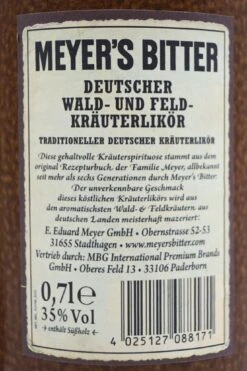 MEYER'S BITTER
DEUTSCHER
WALD- UND FELD-
KRÄUTERLIKÖR
TRADITIONELLER DEUTSCHER KRÄUTERLIKÖR
Diese gehaltvolle Kräuterspirituose stammt aus dem
original Rezepturbuch, der Familie Meyer, allbekannt
seit mehr als sechs Generationen durch Meyer's Bitter:
Der unverkennbare Geschmack
dieses köstlichen Kräuterlikörs wird aus
den aromatischsten Wald- & Feldkräutern, aus
deutschen Landen meisterhaft mazeriert:
E. Eduard Meyer GmbH • Obernstrasse 52-53
31655 Stadthagen • www.meyersbitter.com
Vertrieb durch: MBG International Premium Brands
GmbH • Oberes Feld 13 • 33106 Paderborn
0,7l e
35% Vol
enthält Süßholz
4 025127 088171